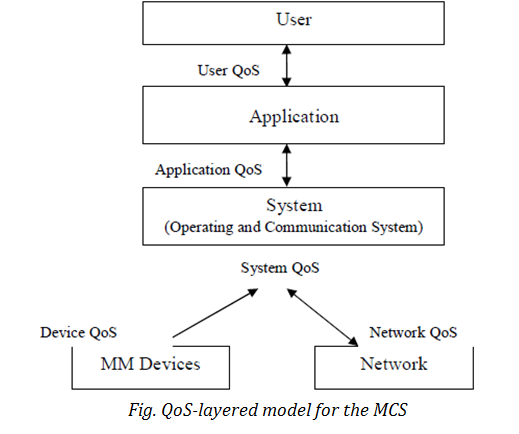 User
User QoS
Application
Application QoS
System
(Operating and Communication System)
System QoS
Device QoS
Network QoS
MM Devices
Network
Fig. QoS-layered model for the MCS